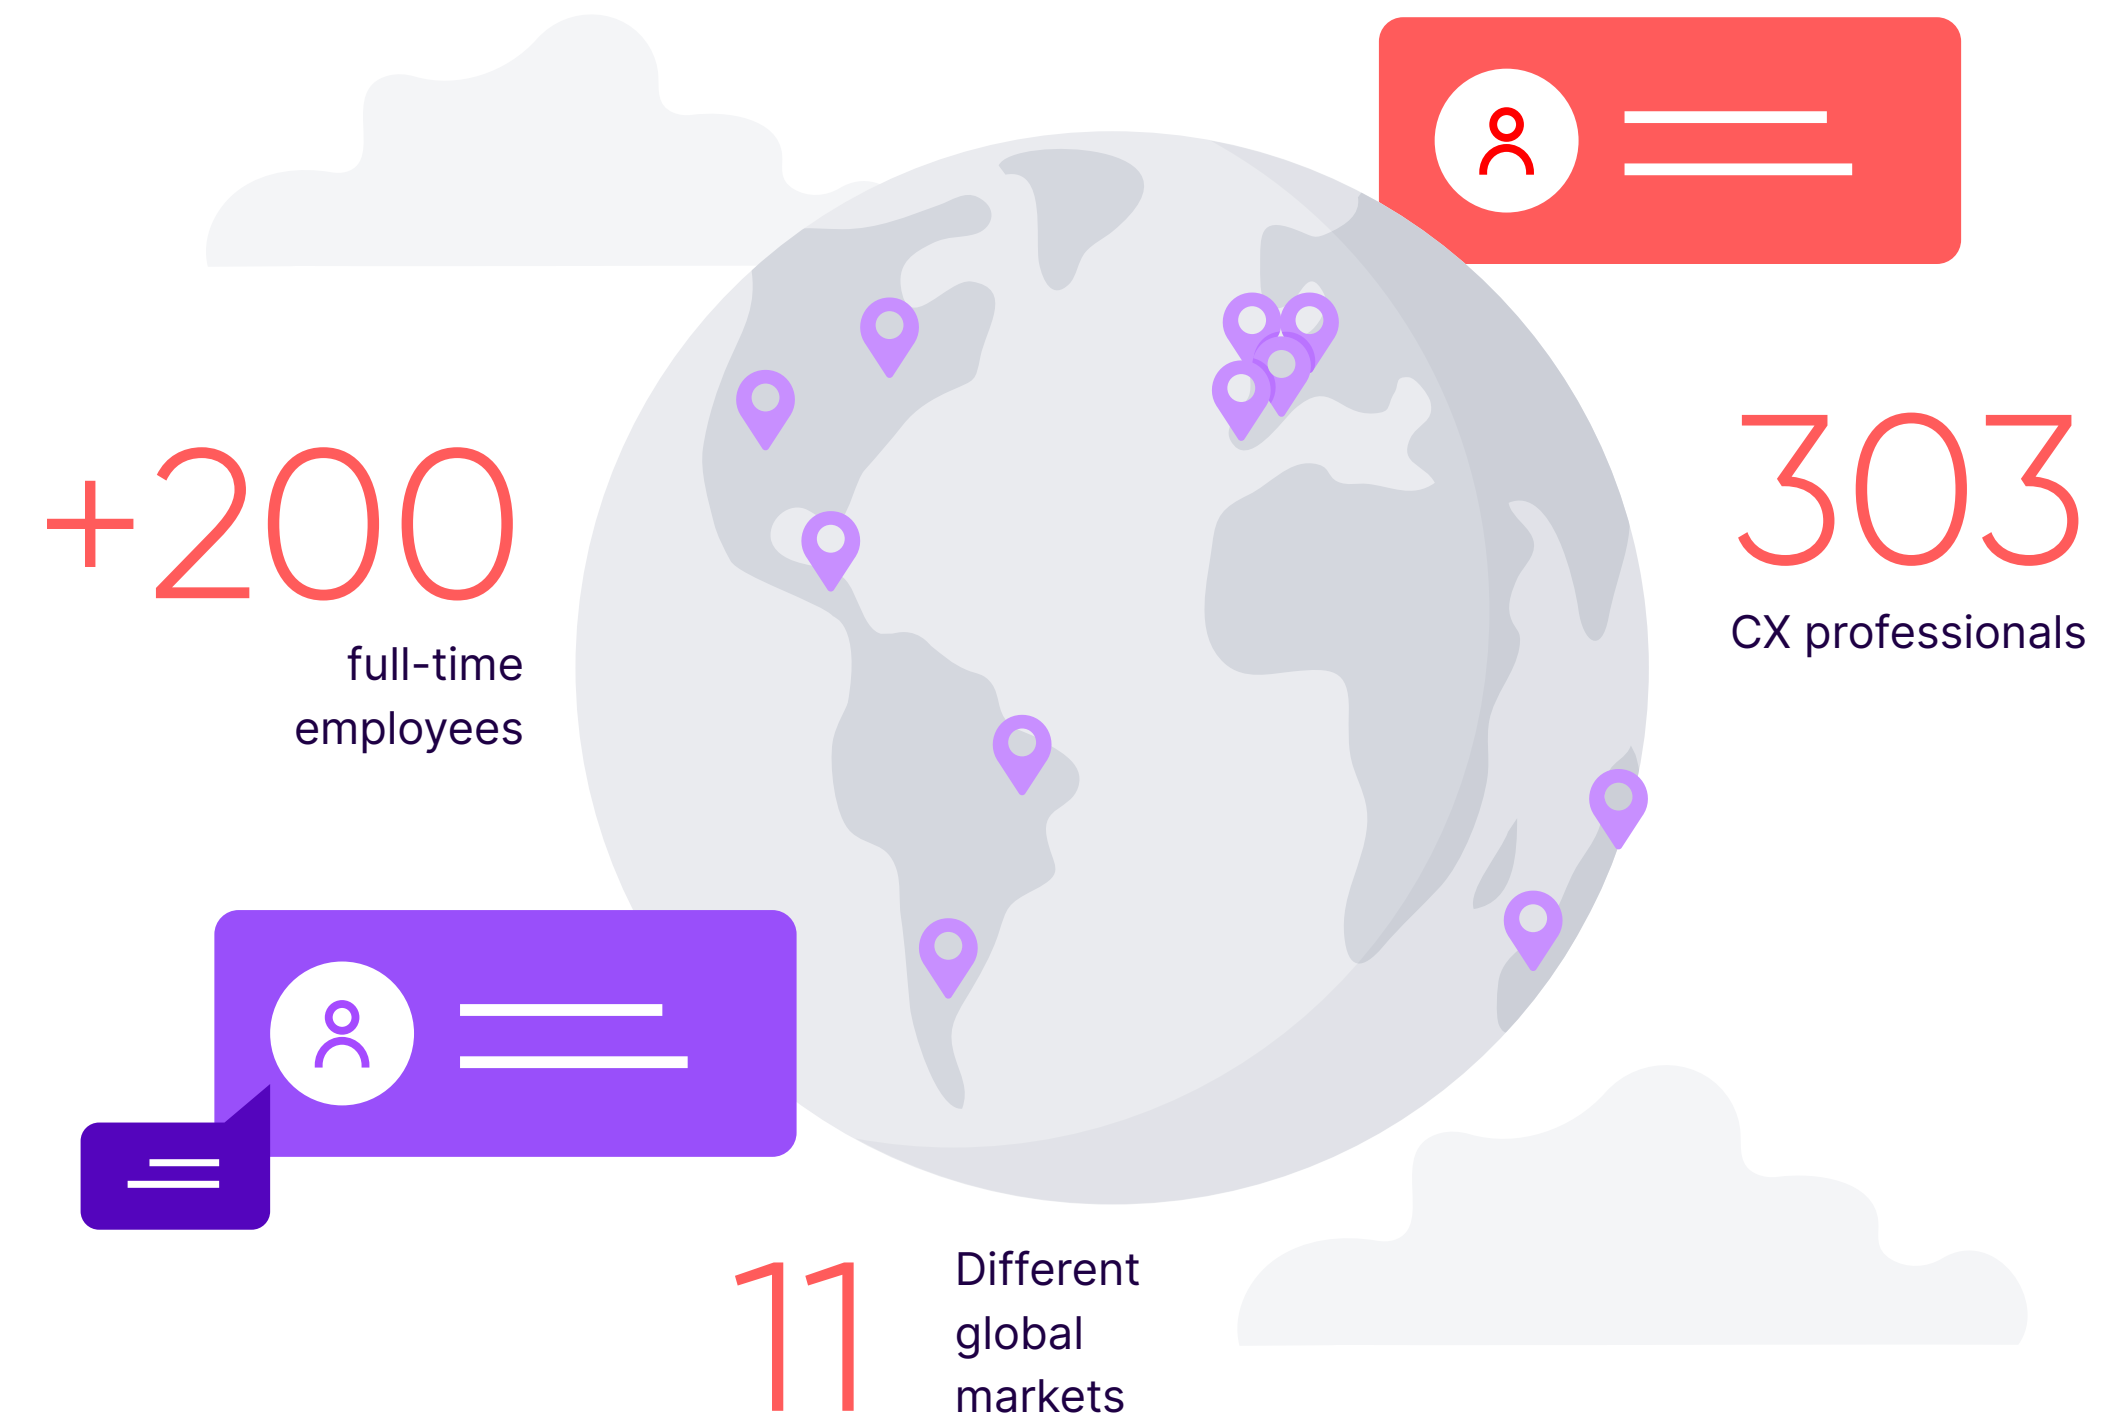 +200
full-time
employees
303
CX professionals
11
Different
global
markets